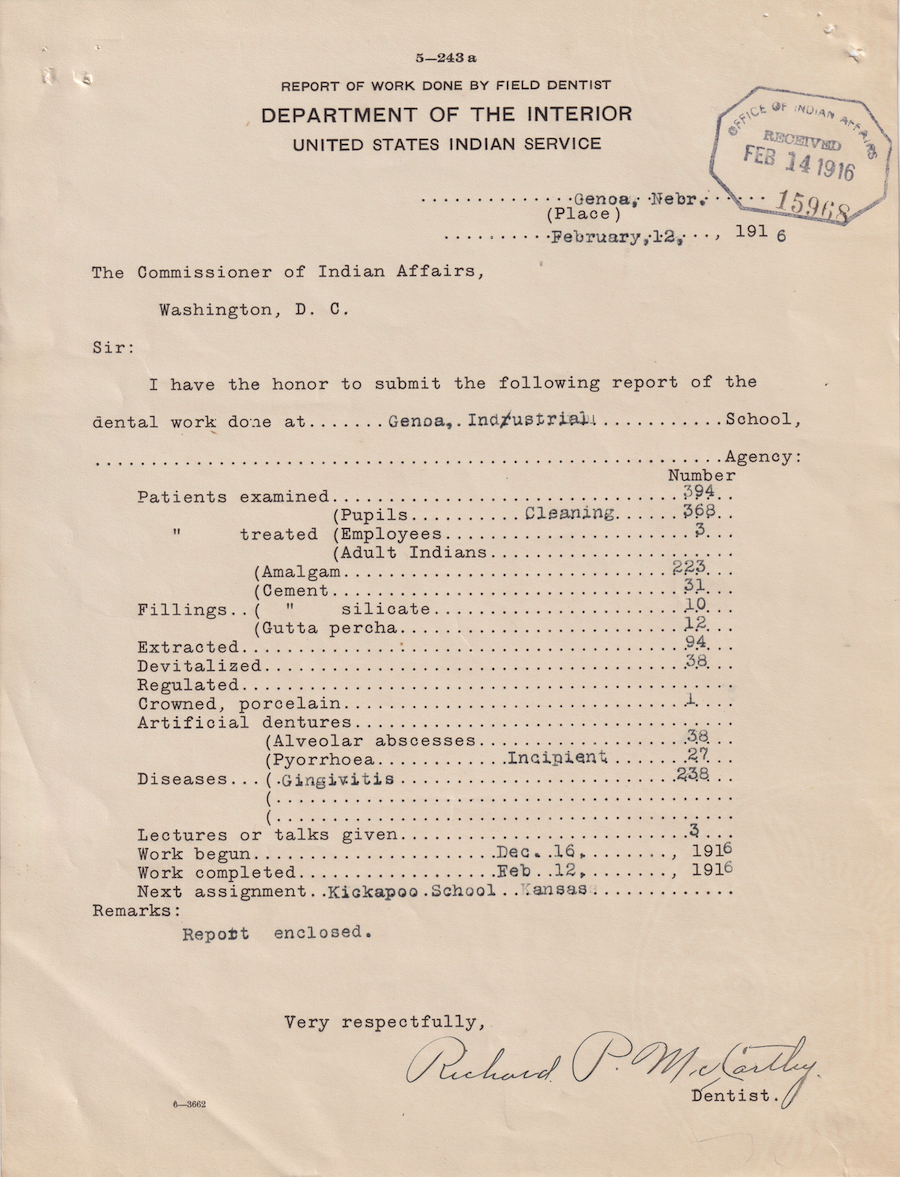 5—243 a
REPORT OF WORK DONE BY FIELD DENTIST
DEPARTMENT OF THE INTERIOR
UNITED STATES INDIAN SERVICE
OFFICE OF INDIAN AFFAIRS
RECEIVED
FEB 14 1916
15968
Genoa, Nebr.
(Place)
February, 12, 1916
The Commissioner of Indian Affairs,
Washington, D. C.
Sir:
I have the honor to submit the following report of the
dental work done at.......Genoa, Industrial...........School,
.......................................................Agency:
Number
Patients examined..............................394..
(Pupils..........Cleaning......368..
" treated (Employees.....................3...
(Adult Indians......................
(Amalgam.............................223...
(Cement...............................31...
Fillings..( " silicate......................10...
(Gutta percha.........................12...
Extracted.......................................94...
Devitalized.....................................38...
Regulated...........................................
Crowned, porcelain..............................1....
Artificial dentures.................................
(Alveolar abscesses..................38...
(Pyorrhoea............Incipient.......27...
Diseases...(.Gingivitis.......................238...
(.......................................
(.......................................
Lectures or talks given.........................3...
Work begun......................Dec. 16,........, 1916
Work completed..................Feb..12,........, 1916
Next assignment..Kickapoo.School..Kansas.............
Remarks:
Report enclosed.
Very respectfully,
Richard P. McCarthy.
Dentist.
6—3662